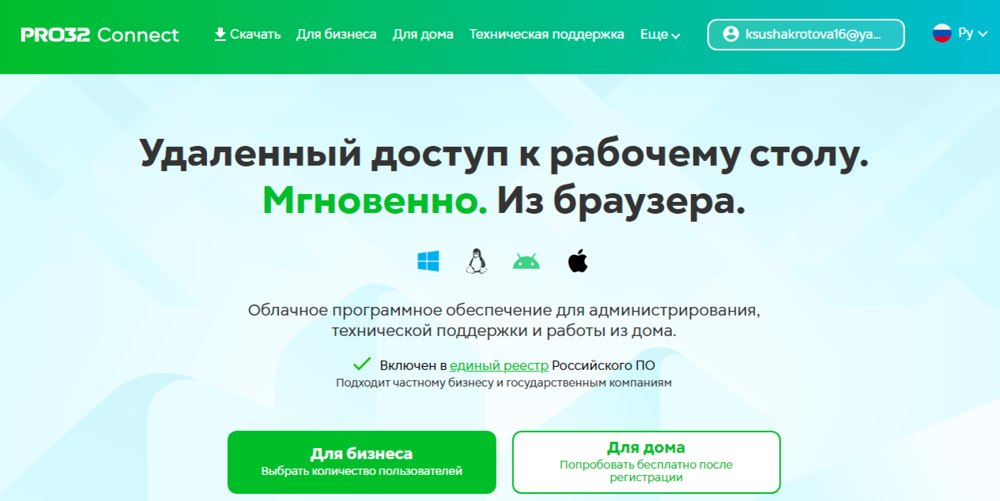 PRO32 Connect
Скачать
Для бизнеса
Для дома
Техническая поддержка
Еще
ksushakrotova16@ya...
Ру
Удаленный доступ к рабочему столу.
Мгновенно. Из браузера.
Облачное программное обеспечение для администрирования,
технической поддержки и работы из дома.
Включен в единый реестр Российского ПО
Подходит частному бизнесу и государственным компаниям
Для бизнеса
Выбрать количество пользователей
Для дома
Попробовать бесплатно после
регистрации